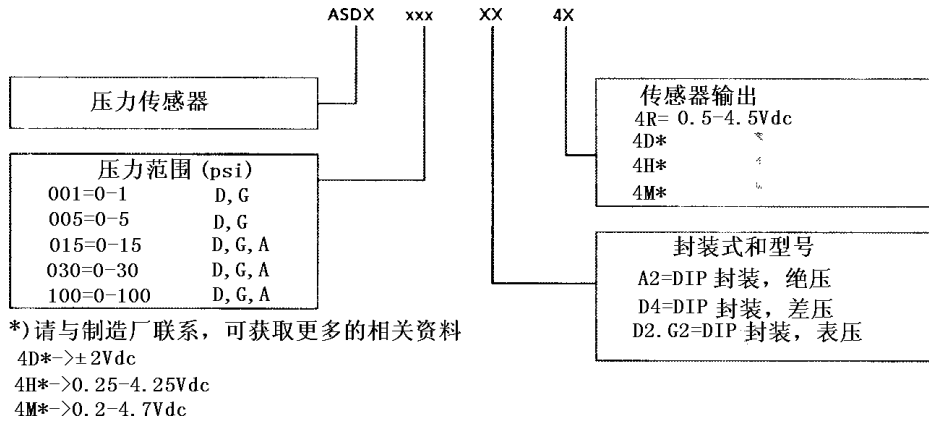 ASDX xxx XX 4X
压力传感器
压力范围(psi)
001=0-1 D,G
005=0-5 D,G
015=0-15 D,G,A
030=0-30 D,G,A
100=0-100 D,G,A
传感器输出
4R= 0.5-4.5Vdc
4D*
4H*
4M*
封装式和型号
A2=DIP 封装，绝压
D4=DIP 封装，差压
D2.G2=DIP 封装，表压
*)请与制造厂联系，可获取更多的相关资料
4D*->±2Vdc
4H*->0.25-4.25Vdc
4M*->0.2-4.7Vdc